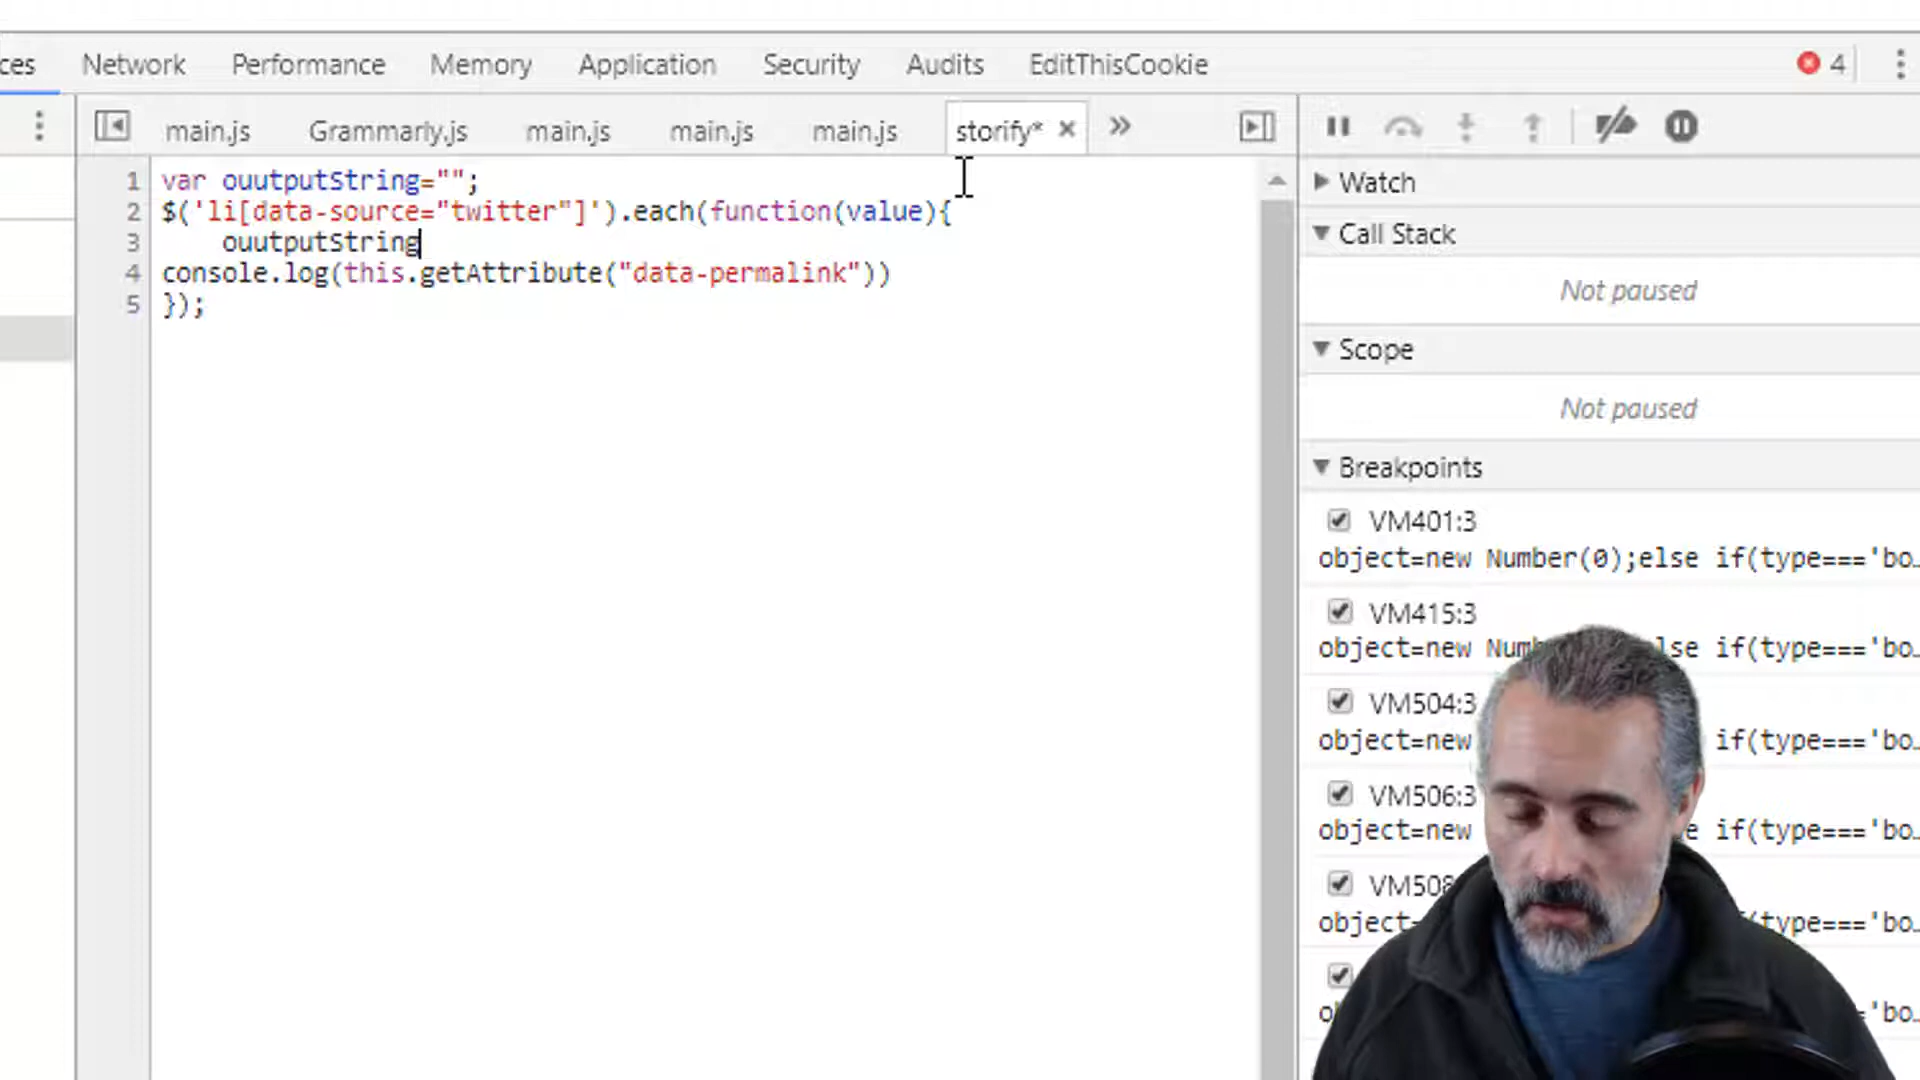 ces Network Performance Memory Application Security Audits EditThisCookie 4
main.js Grammarly.js main.js main.js main.js storify* × »
1 var ouutputString="";
2 $('li[data-source="twitter"]').each(function(value){
3 ouutputString
4 console.log(this.getAttribute("data-permalink"))
5 });
Watch
Call Stack
Not paused
Scope
Not paused
Breakpoints
VM401:3
object=new Number(0);else if(type==='bo…
VM415:3
object=new lse if(type==='bo…
VM504:3
object=new if(type==='bo…
VM506:3
object=new e if(type==='bo…
VM508
object= if(type==='bo…
'bo…